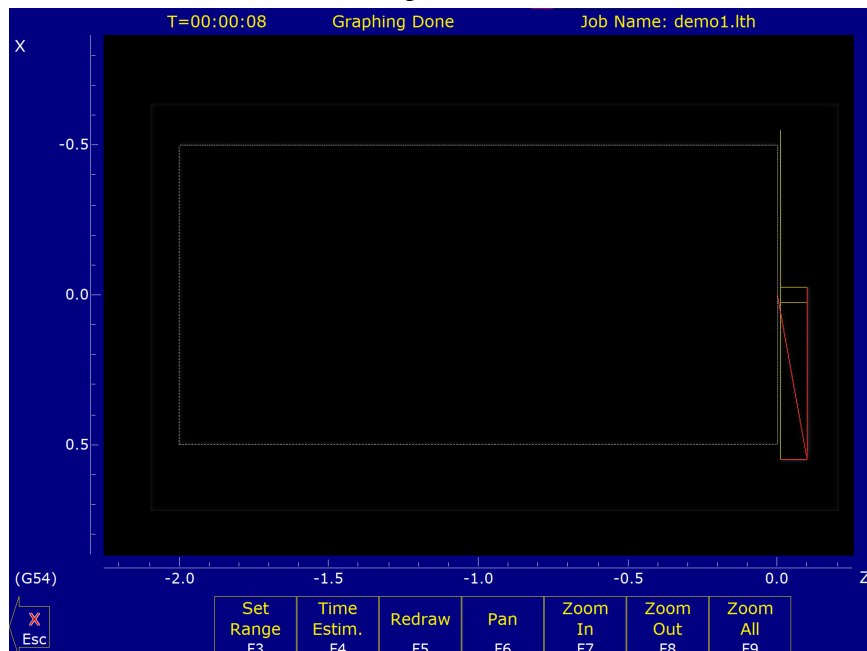 T=00:00:08 Graphing Done Job Name: demo1.lth
X
-0.5
0.0
0.5
(G54) -2.0 -1.5 -1.0 -0.5 0.0 Z
X Esc
Set Range F3
Time Estim. F4
Redraw F5
Pan F6
Zoom In F7
Zoom Out F8
Zoom All F9